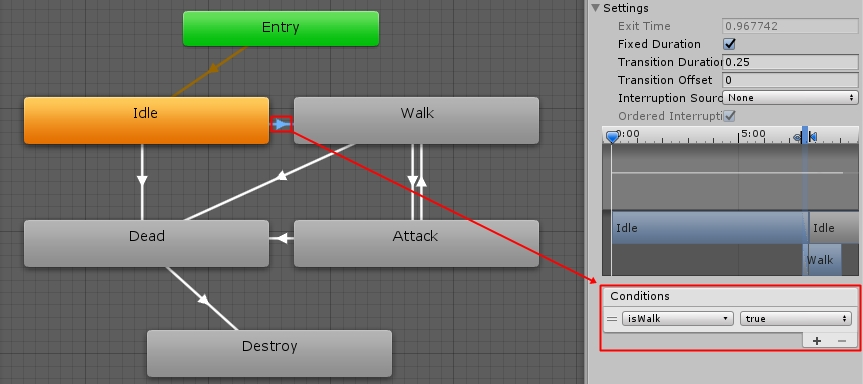 Entry
Idle
Walk
Dead
Attack
Destroy
Settings
Exit Time 0.967742
Fixed Duration
Transition Duration 0.25
Transition Offset 0
Interruption Sourc None
Ordered Interrupti
0:00 5:00
Idle Idle
Walk
Conditions
isWalk true